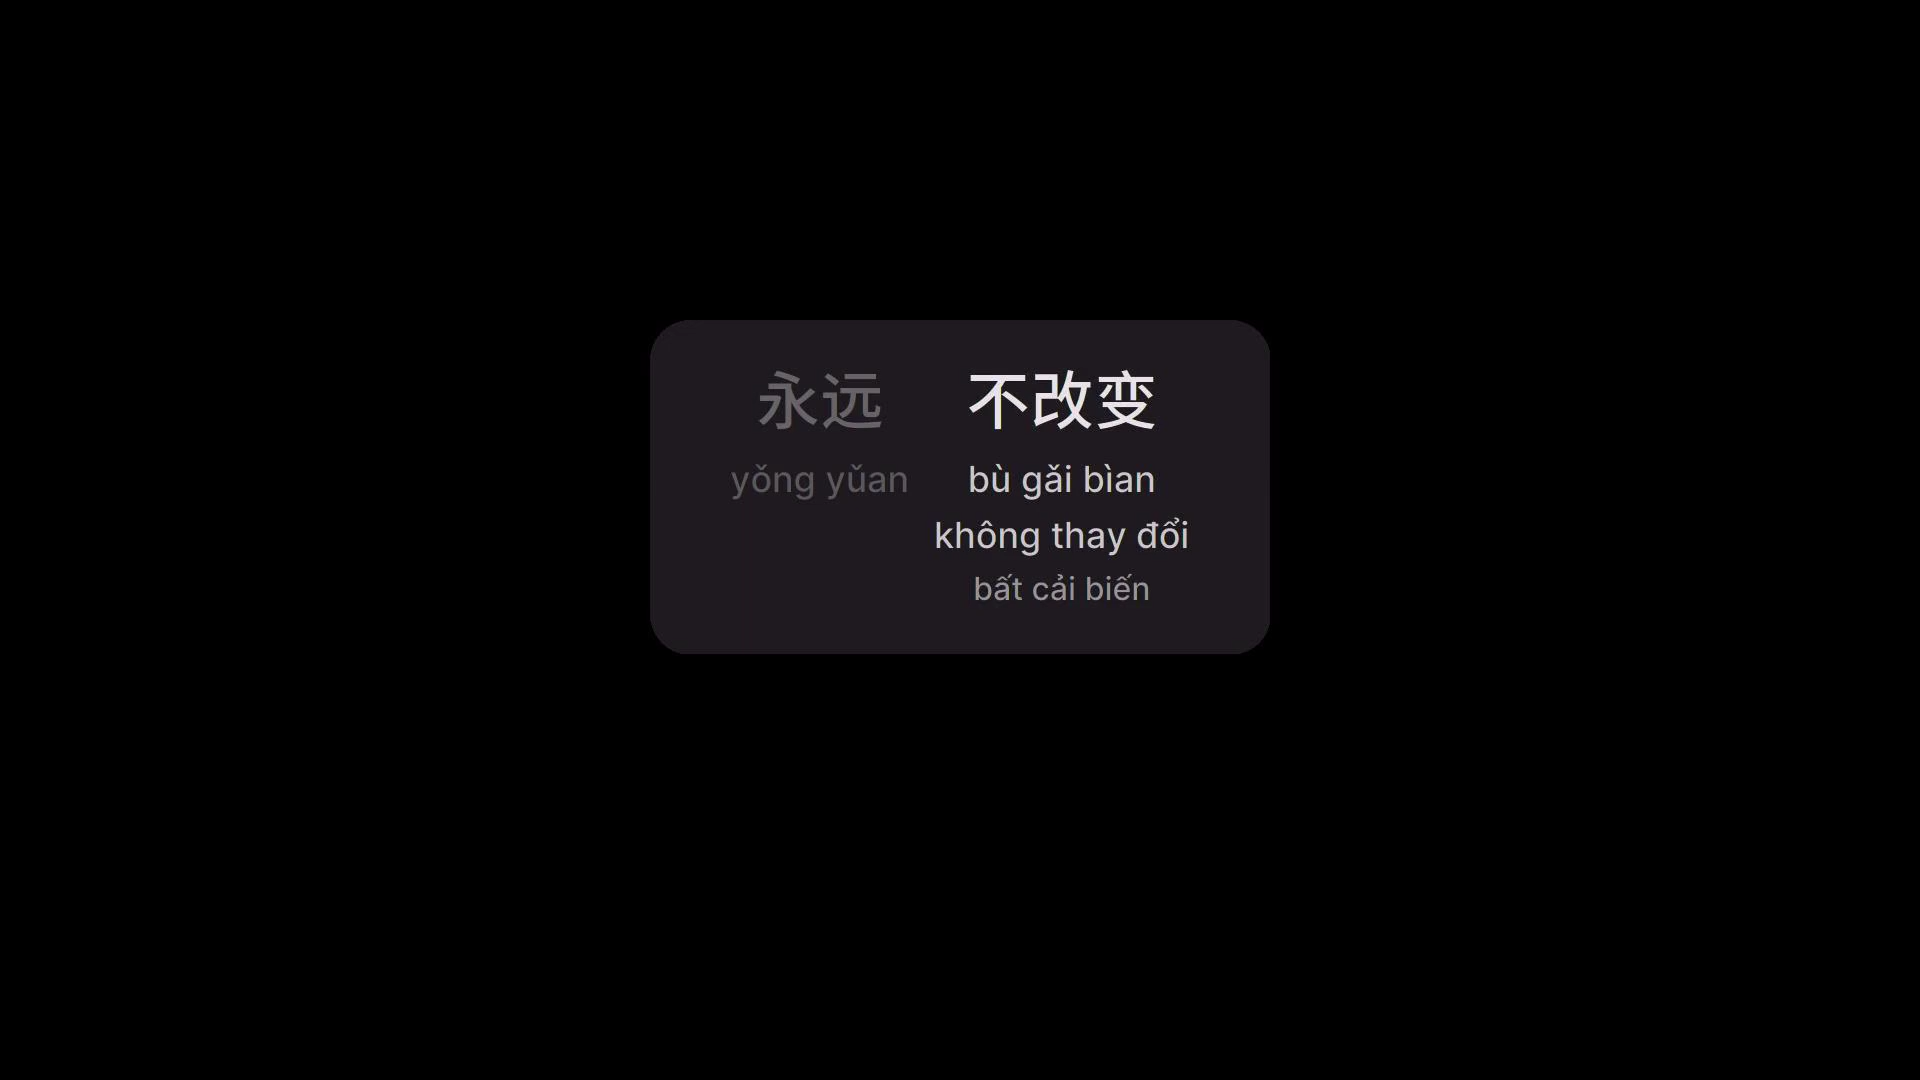 永远 不改变
yǒng yǔan bù gǎi bìan
không thay đổi
bất cải biến